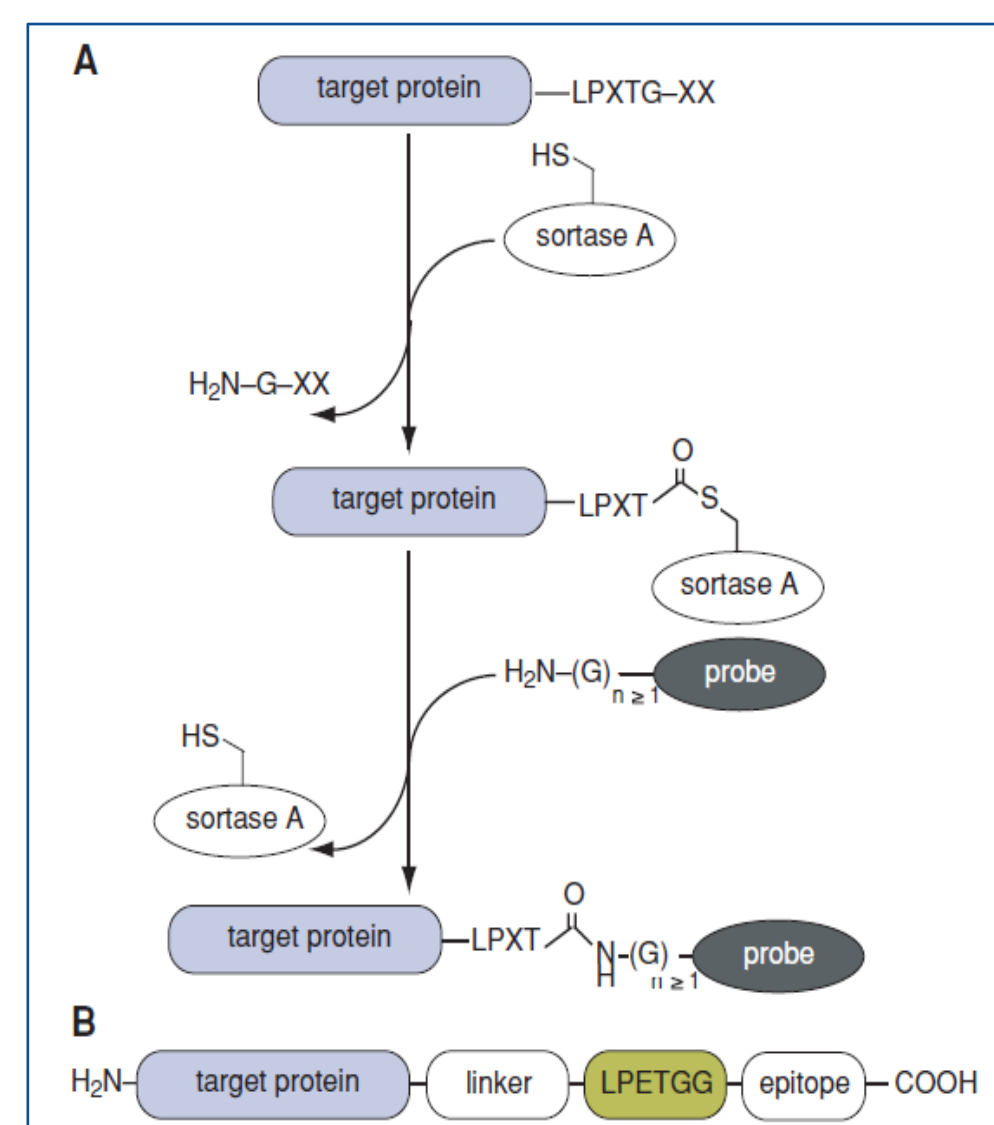 A
target protein —LPXTG–XX
HS
sortase A
H₂N–G–XX
O
target protein –LPXT S
sortase A
H₂N–(G) n ≥ 1 probe
HS
sortase A
O
target protein –LPXT N H -(G) n ≥ 1 probe
B
H₂N– target protein linker LPETGG epitope – COOH